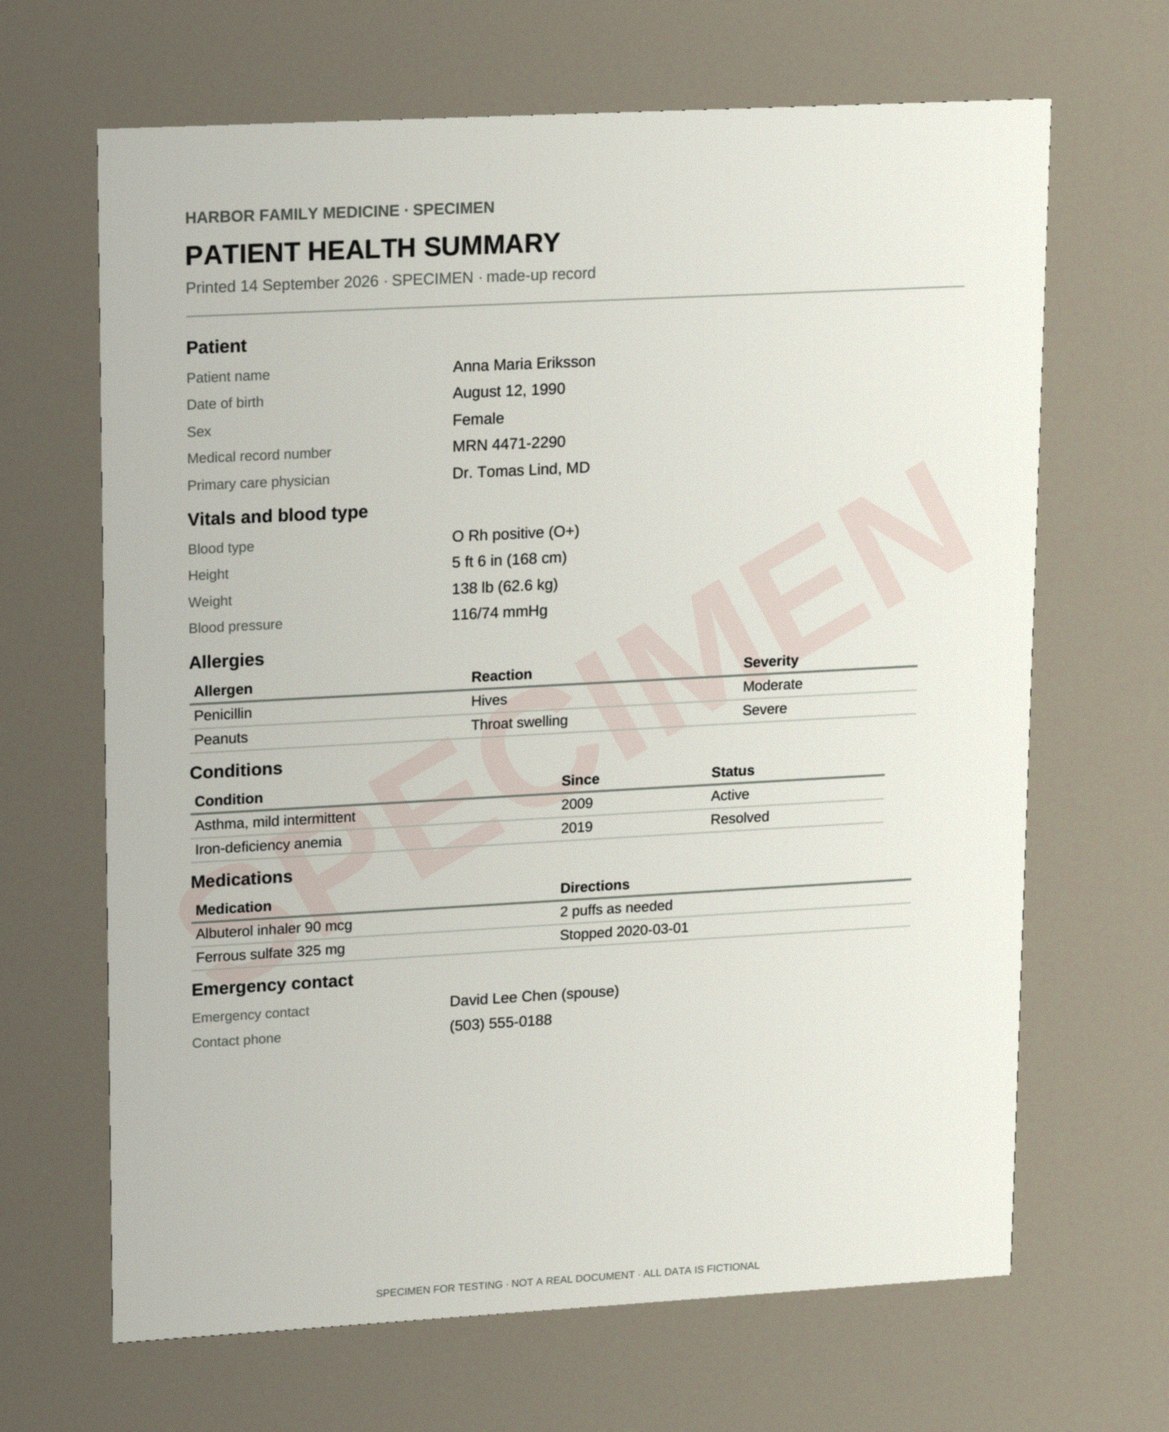 HARBOR FAMILY MEDICINE · SPECIMEN
PATIENT HEALTH SUMMARY
Printed 14 September 2026 · SPECIMEN · made-up record
Patient
Patient name Anna Maria Eriksson
Date of birth August 12, 1990
Sex Female
Medical record number MRN 4471-2290
Primary care physician Dr. Tomas Lind, MD
Vitals and blood type
Blood type O Rh positive (O+)
Height 5 ft 6 in (168 cm)
Weight 138 lb (62.6 kg)
Blood pressure 116/74 mmHg
Allergies
Allergen Reaction Severity
Penicillin Hives Moderate
Peanuts Throat swelling Severe
Conditions
Condition Since Status
Asthma, mild intermittent 2009 Active
Iron-deficiency anemia 2019 Resolved
Medications
Medication Directions
Albuterol inhaler 90 mcg 2 puffs as needed
Ferrous sulfate 325 mg Stopped 2020-03-01
Emergency contact
Emergency contact David Lee Chen (spouse)
Contact phone (503) 555-0188
SPECIMEN
SPECIMEN FOR TESTING · NOT A REAL DOCUMENT · ALL DATA IS FICTIONAL